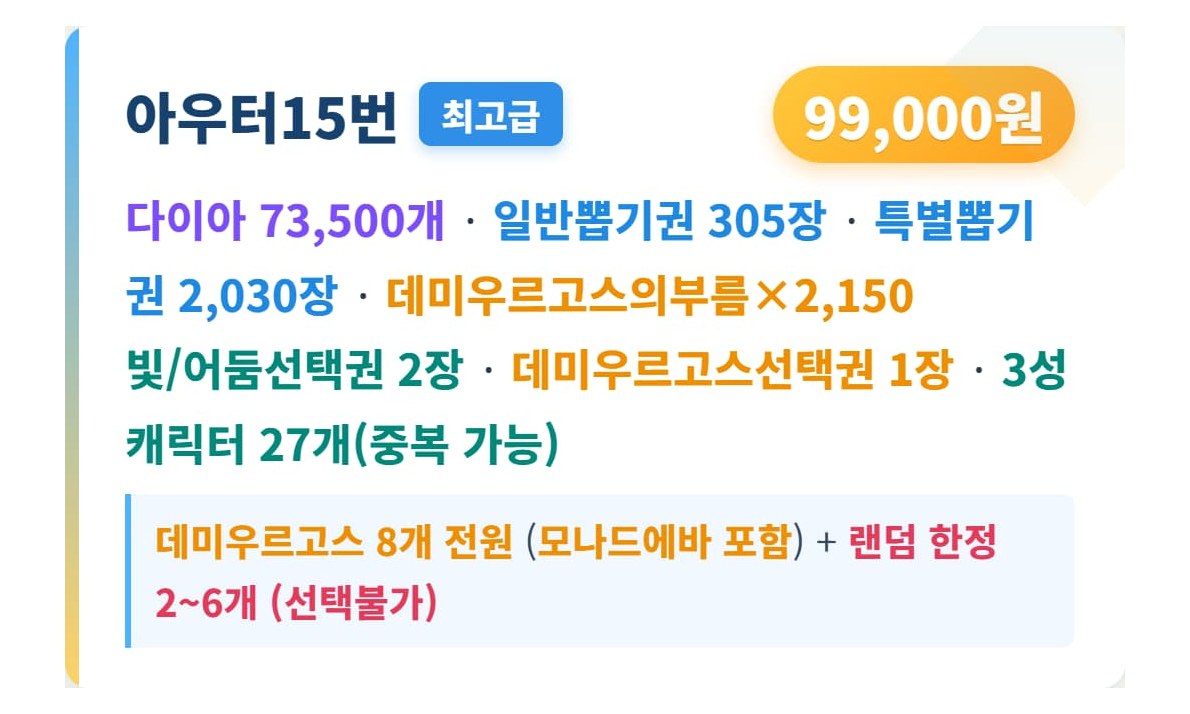 아우터15번 최고급 99,000원
다이아 73,500개 · 일반뽑기권 305장 · 특별뽑기
권 2,030장 · 데미우르고스의부름×2,150
빛/어둠선택권 2장 · 데미우르고스선택권 1장 · 3성
캐릭터 27개(중복 가능)
데미우르고스 8개 전원 (모나드에바 포함) + 랜덤 한정
2~6개 (선택불가)